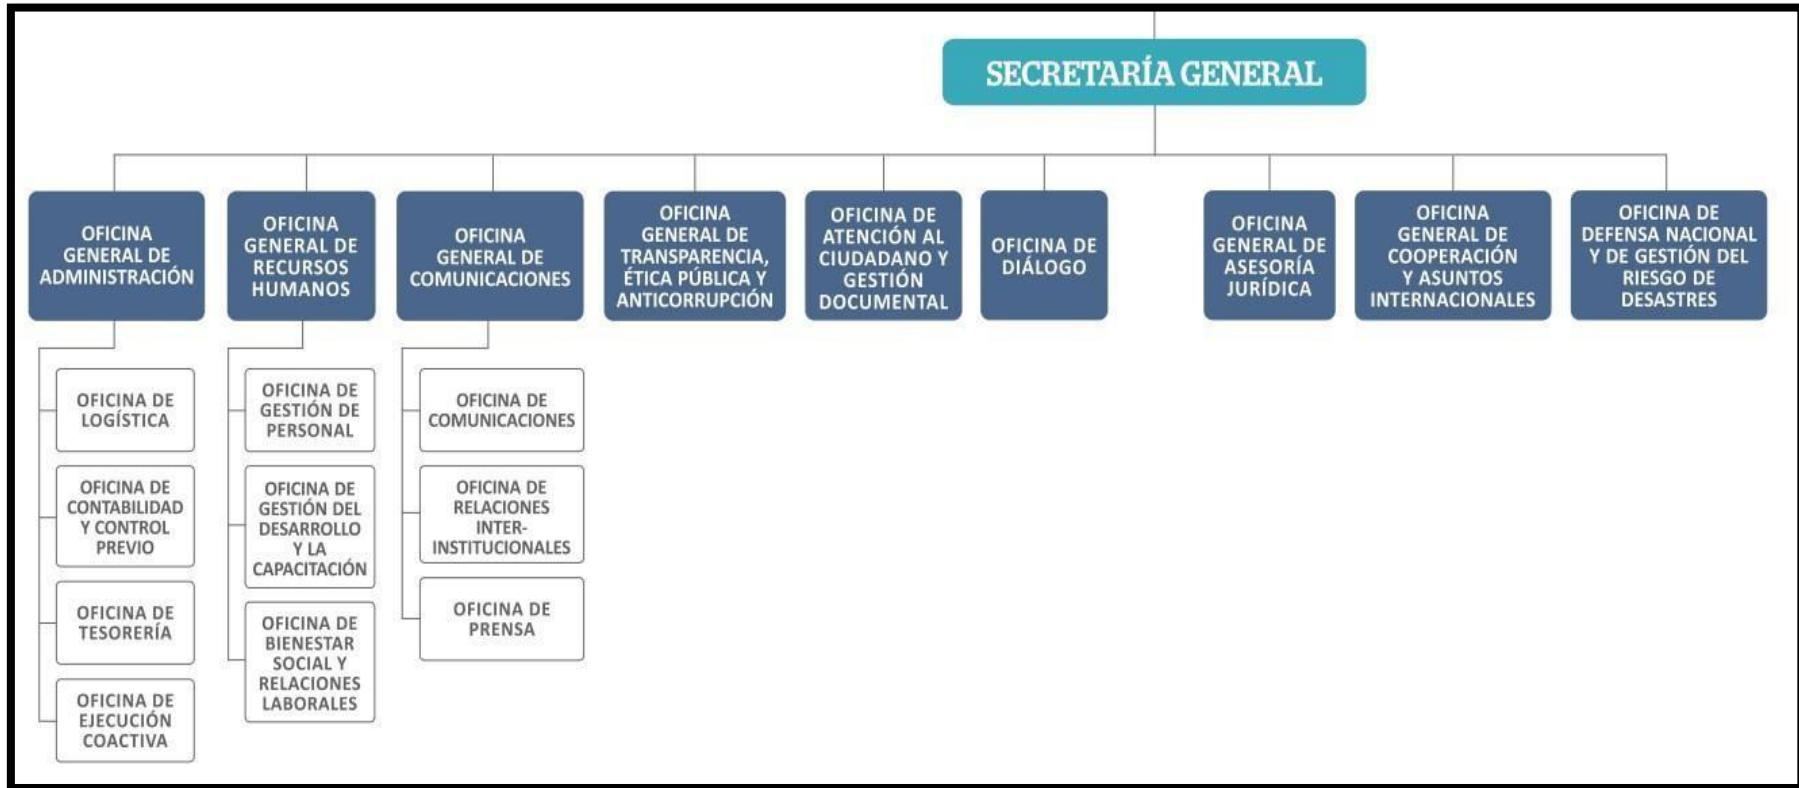 SECRETARÍA GENERAL
OFICINA
GENERAL DE
ADMINISTRACIÓN
OFICINA
GENERAL DE
RECURSOS
HUMANOS
OFICINA
GENERAL DE
COMUNICACIONES
OFICINA
GENERAL DE
TRANSPARENCIA,
ÉTICA PÚBLICA Y
ANTICORRUPCIÓN
OFICINA DE
ATENCIÓN AL
CIUDADANO Y
GESTIÓN
DOCUMENTAL
OFICINA DE
DIÁLOGO
OFICINA
GENERAL DE
ASESORÍA
JURÍDICA
OFICINA
GENERAL DE
COOPERACIÓN
Y ASUNTOS
INTERNACIONALES
OFICINA DE
DEFENSA NACIONAL
Y DE GESTIÓN DEL
RIESGO DE
DESASTRES
OFICINA DE
LOGÍSTICA
OFICINA DE
CONTABILIDAD
Y CONTROL
PREVIO
OFICINA DE
TESORERÍA
OFICINA DE
EJECUCIÓN
COACTIVA
OFICINA DE
GESTIÓN DE
PERSONAL
OFICINA DE
GESTIÓN DEL
DESARROLLO
Y LA
CAPACITACIÓN
OFICINA DE
BIENESTAR
SOCIAL Y
RELACIONES
LABORALES
OFICINA DE
COMUNICACIONES
OFICINA DE
RELACIONES
INTER-
INSTITUCIONALES
OFICINA DE
PRENSA